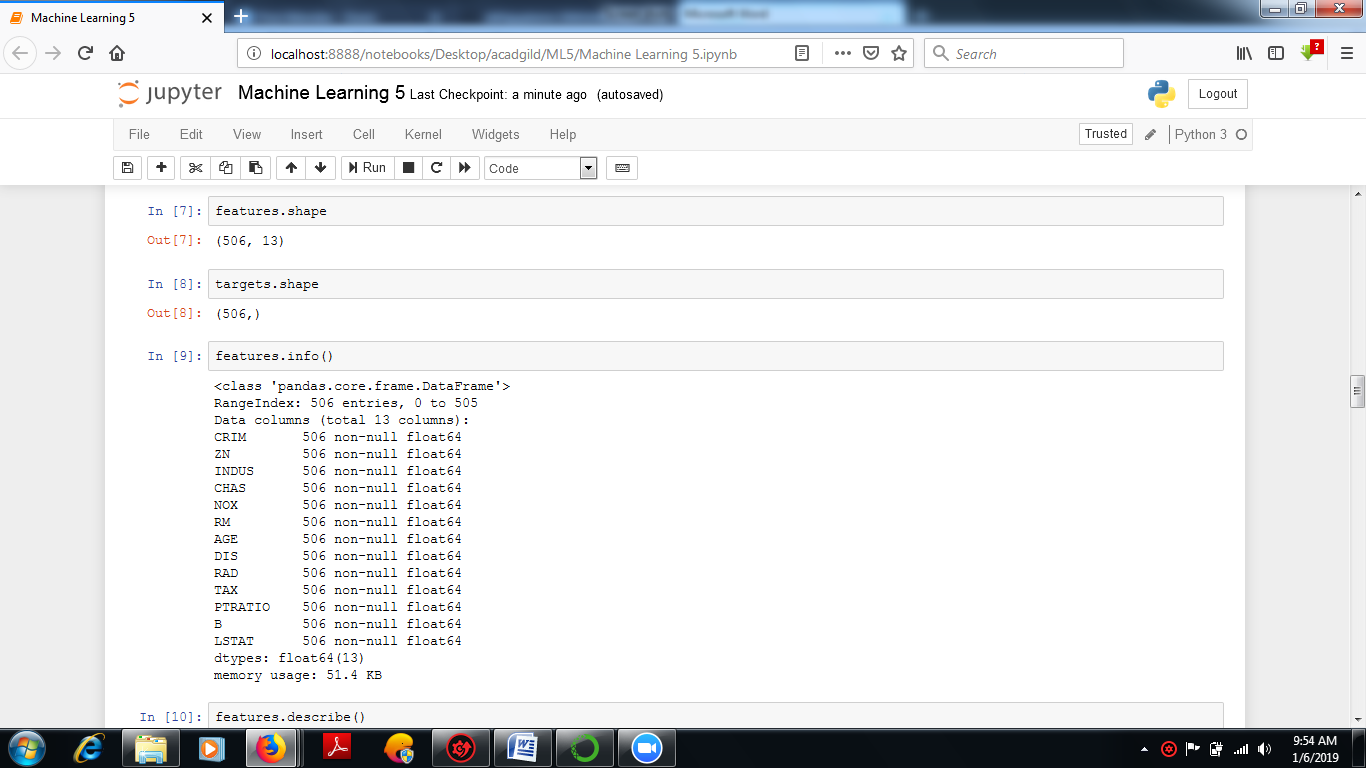 Machine Learning 5
Microsoft Word
localhost:8888/notebooks/Desktop/acadgild/ML5/Machine Learning 5.ipynb
Search
?
jupyter Machine Learning 5 Last Checkpoint: a minute ago (autosaved)
Logout
File Edit View Insert Cell Kernel Widgets Help
Trusted
Python 3
Run
Code
In [7]: features.shape
Out[7]: (506, 13)
In [8]: targets.shape
Out[8]: (506,)
In [9]: features.info()
<class 'pandas.core.frame.DataFrame'>
RangeIndex: 506 entries, 0 to 505
Data columns (total 13 columns):
CRIM 506 non-null float64
ZN 506 non-null float64
INDUS 506 non-null float64
CHAS 506 non-null float64
NOX 506 non-null float64
RM 506 non-null float64
AGE 506 non-null float64
DIS 506 non-null float64
RAD 506 non-null float64
TAX 506 non-null float64
PTRATIO 506 non-null float64
B 506 non-null float64
LSTAT 506 non-null float64
dtypes: float64(13)
memory usage: 51.4 KB
In [10]: features.describe()
9:54 AM
1/6/2019